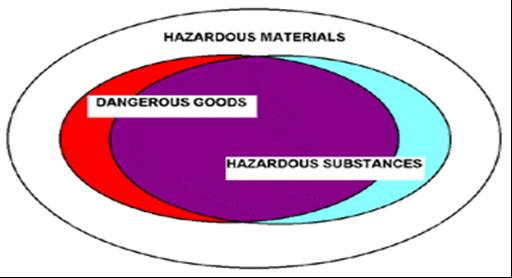 HAZARDOUS MATERIALS
DANGEROUS GOODS
HAZARDOUS SUBSTANCES